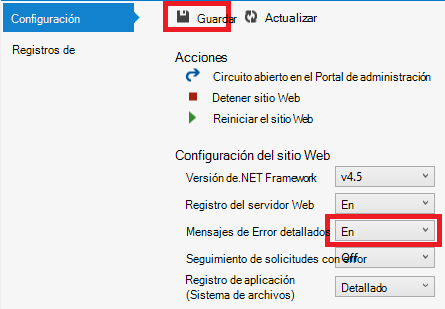 Configuración
Guardar
Actualizar
Registros de
Acciones
Circuito abierto en el Portal de administración
Detener sitio Web
Reiniciar el sitio Web
Configuración del sitio Web
Versión de.NET Framework v4.5
Registro del servidor Web En
Mensajes de Error detallados En
Seguimiento de solicitudes con error Off
Registro de aplicación
(Sistema de archivos) Detallado